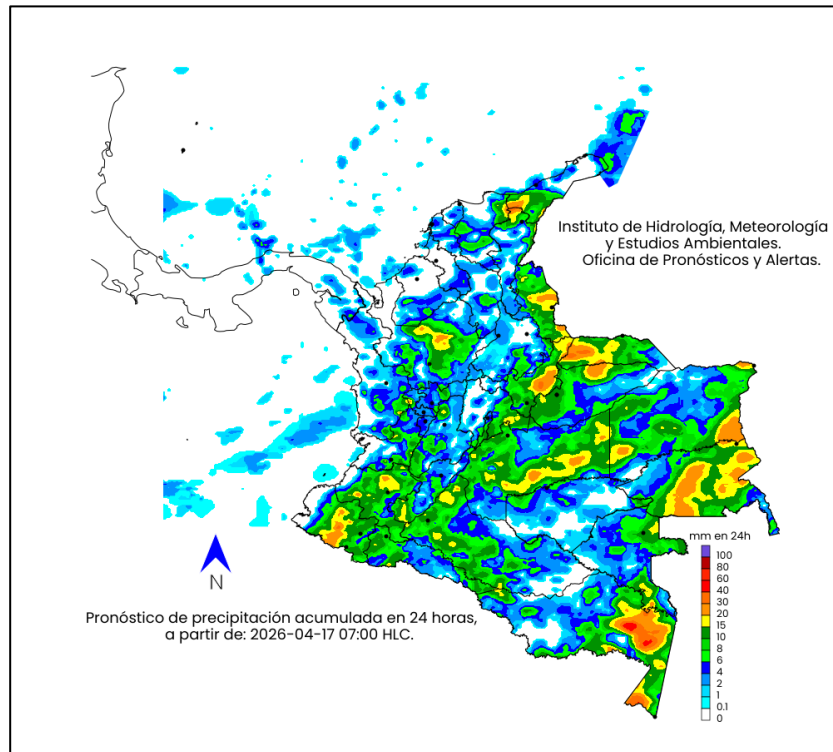 Instituto de Hidrología, Meteorología
y Estudios Ambientales.
Oficina de Pronósticos y Alertas.
mm en 24h
100
80
60
40
30
20
15
10
8
6
4
2
1
0.1
0
N
Pronóstico de precipitación acumulada en 24 horas,
a partir de: 2026-04-17 07:00 HLC.